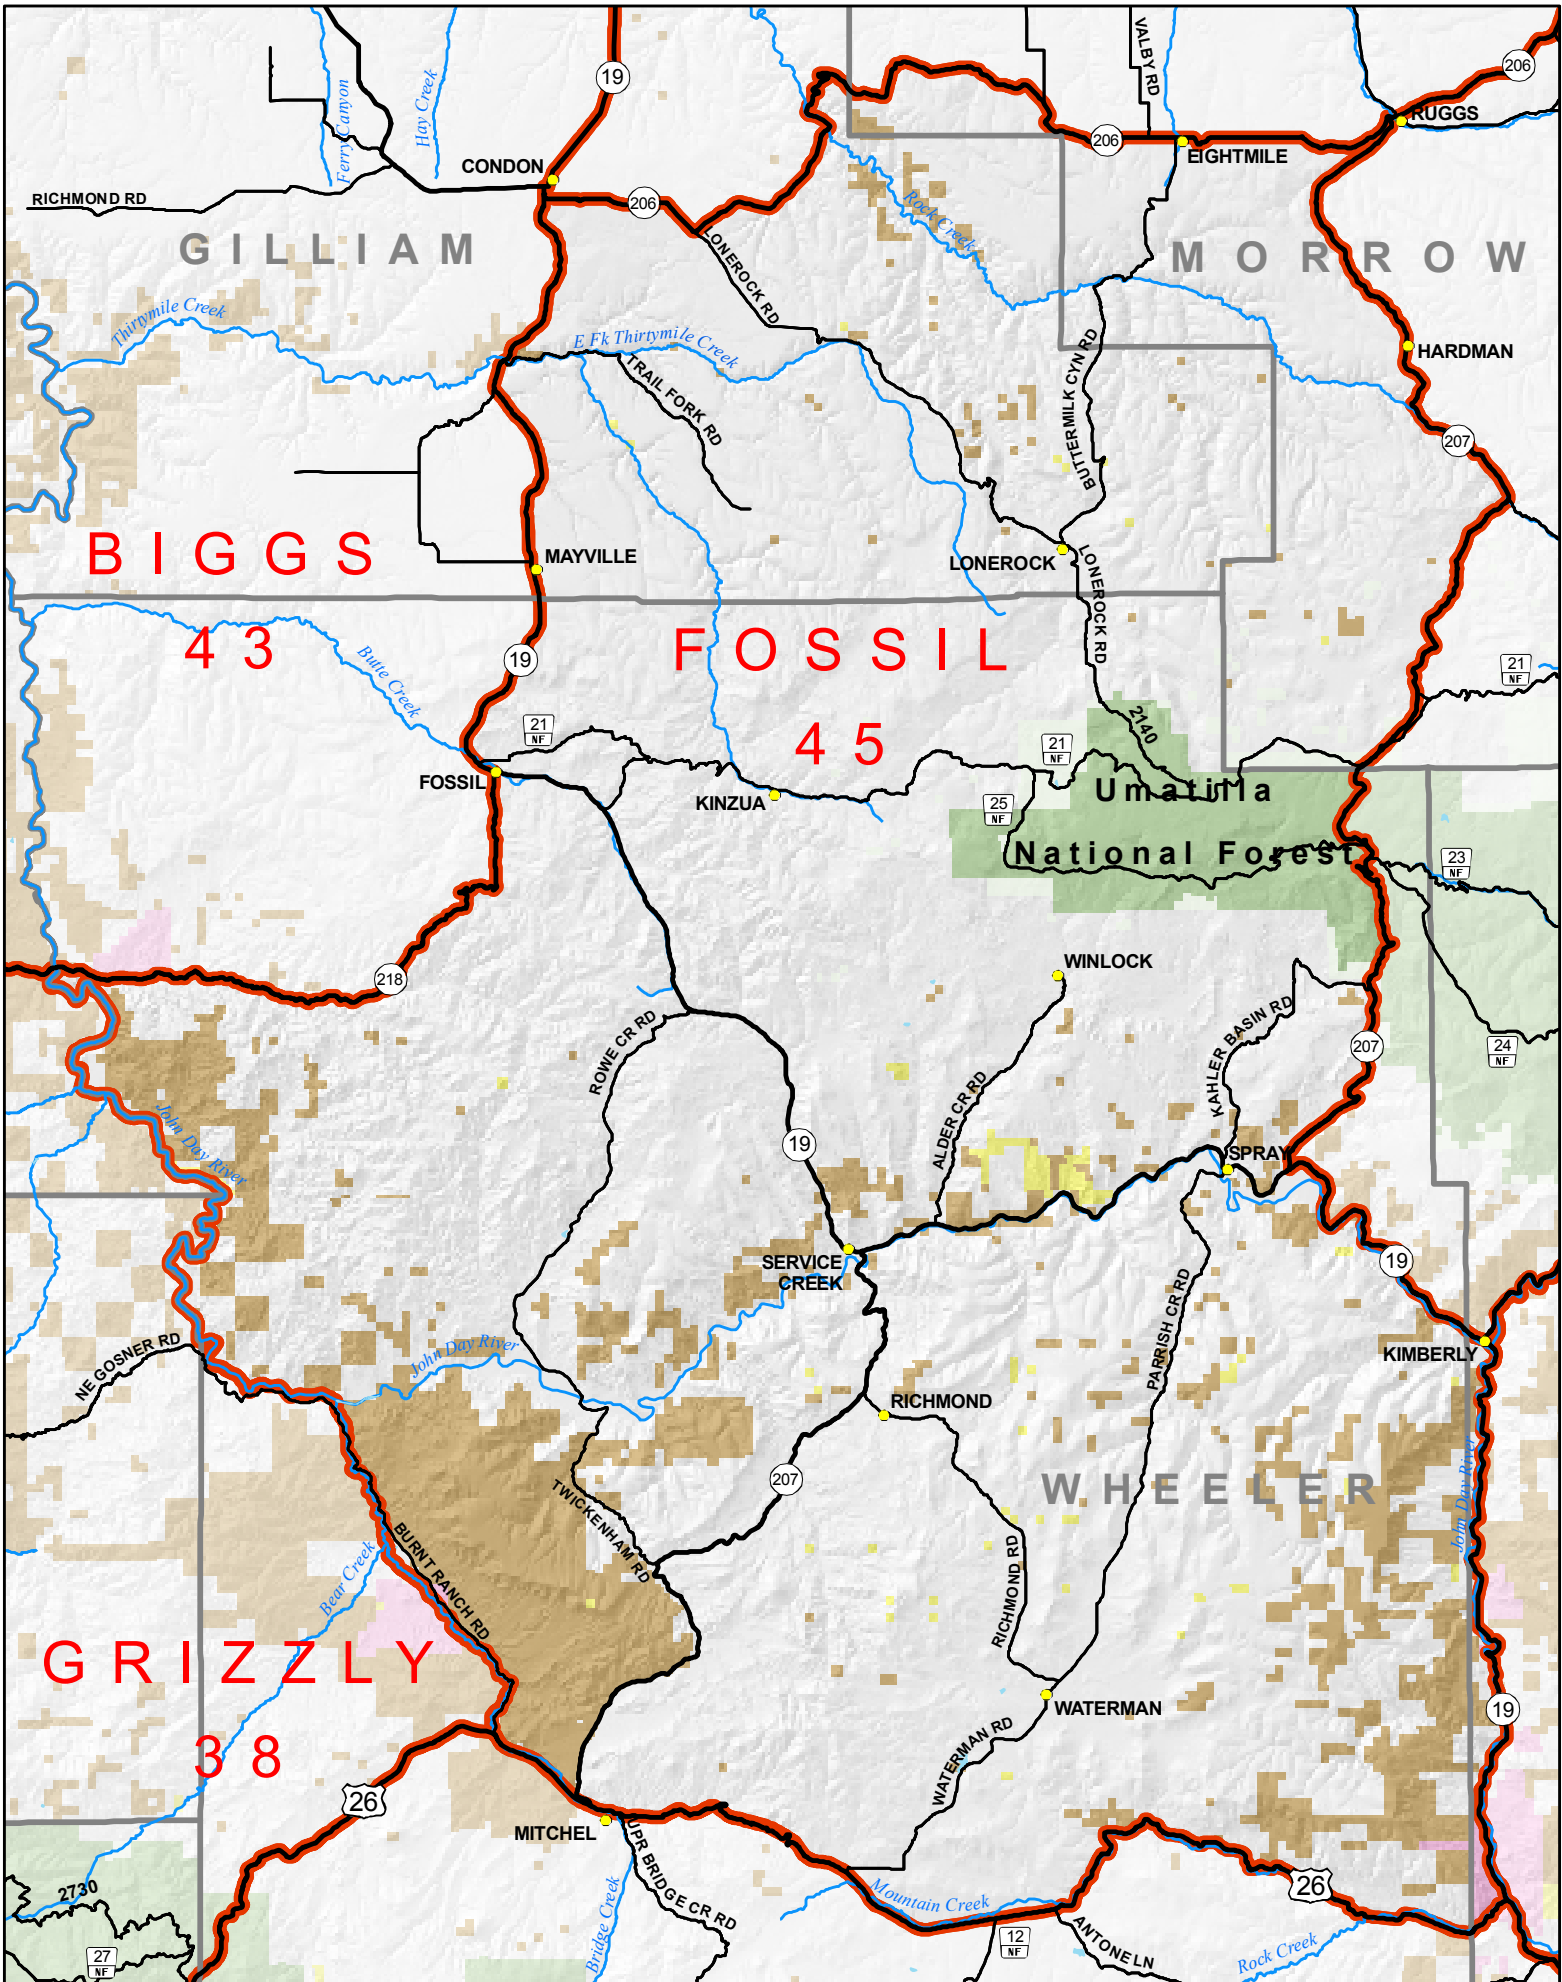 VALBY RD
206
19
Ferry Canyon
Hay Creek
RUGGS
206
EIGHTMILE
CONDON
RICHMOND RD
206
Rock Creek
GILLIAM
MORROW
LONEROCK RD
Thirtymile Creek
E Fk Thirtymile Creek
HARDMAN
TRAIL FORK RD
BUTTERMILK CYN RD
207
BIGGS
43
MAYVILLE
LONEROCK
LONEROCK RD
FOSSIL
45
Butte Creek
19
21
NF
2140
21
NF
21
NF
FOSSIL
KINZUA
25
NF
Umatilla
National Forest
23
NF
218
WINLOCK
ROWE CR RD
KAHLER BASIN RD
207
24
NF
John Day River
ALDER CR RD
19
SPRAY
SERVICE
CREEK
19
PARRISH CR RD
NE GOSNER RD
John Day River
KIMBERLY
RICHMOND
207
WHEELER
TWICKENHAM RD
John Day River
BURNT RANCH RD
Bear Creek
RICHMOND RD
GRIZZLY
38
WATERMAN
19
WATERMAN RD
26
MITCHEL
UPR BRIDGE CR RD
2730
Mountain Creek
26
Bridge Creek
12
NF
ANTONE LN
Rock Creek
27
NF